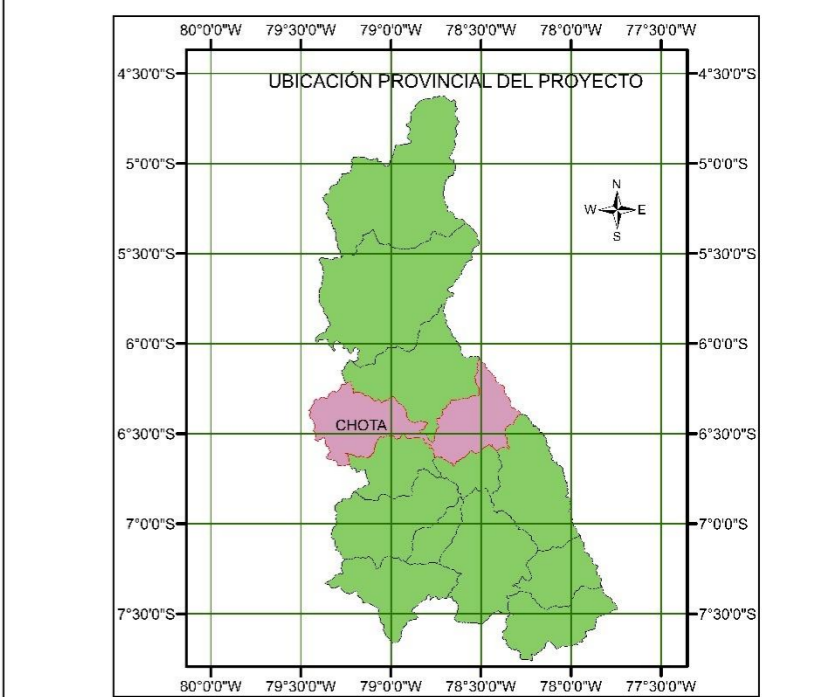 80°0'0"W 79°30'0"W 79°0'0"W 78°30'0"W 78°0'0"W 77°30'0"W
4°30'0"S 4°30'0"S
UBICACIÓN PROVINCIAL DEL PROYECTO
5°0'0"S 5°0'0"S
N
W E
S
5°30'0"S 5°30'0"S
6°0'0"S 6°0'0"S
CHOTA
6°30'0"S 6°30'0"S
7°0'0"S 7°0'0"S
7°30'0"S 7°30'0"S
80°0'0"W 79°30'0"W 79°0'0"W 78°30'0"W 78°0'0"W 77°30'0"W